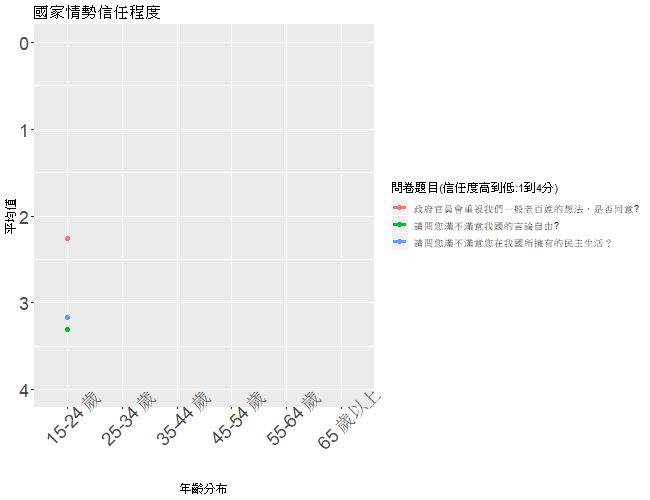 國家情勢信任程度
0
1
2
3
4
平均值
15-24 歲
25-34 歲
35-44 歲
45-54 歲
55-64 歲
65 歲以上
年齡分布
問卷題目(信任度高到低:1到4分)
政府官員會重視我們一般老百姓的想法，是否同意?
請問您滿不滿意我國的言論自由?
請問您滿不滿意您在我國所擁有的民主生活？